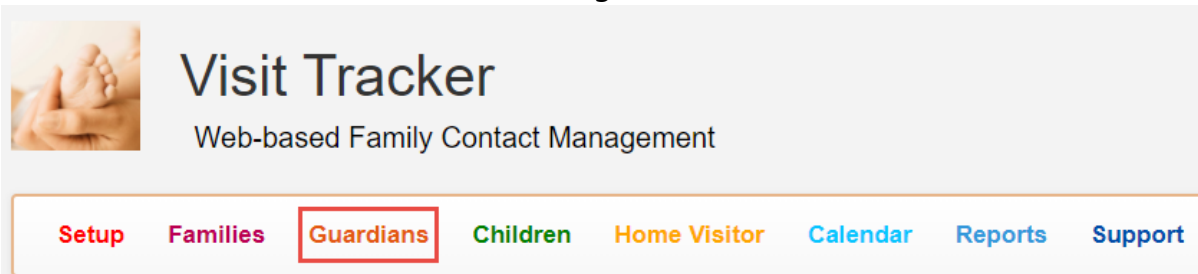 Visit Tracker
Web-based Family Contact Management
Setup Families Guardians Children Home Visitor Calendar Reports Support